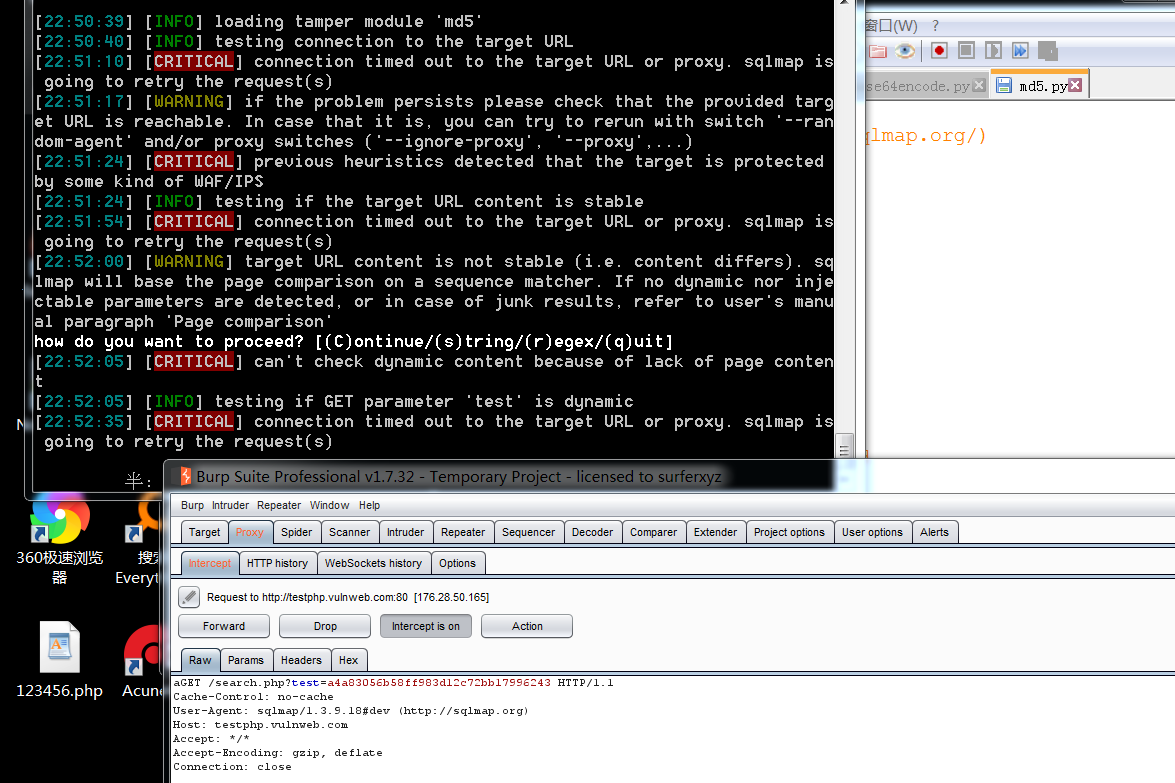 [22:50:39] [INFO] loading tamper module 'md5'
[22:50:40] [INFO] testing connection to the target URL
[22:51:10] [CRITICAL] connection timed out to the target URL or proxy. sqlmap is
going to retry the request(s)
[22:51:17] [WARNING] if the problem persists please check that the provided targ
et URL is reachable. In case that it is, you can try to rerun with switch '--ran
dom-agent' and/or proxy switches ('--ignore-proxy', '--proxy',...)
[22:51:24] [CRITICAL] previous heuristics detected that the target is protected
by some kind of WAF/IPS
[22:51:24] [INFO] testing if the target URL content is stable
[22:51:54] [CRITICAL] connection timed out to the target URL or proxy. sqlmap is
going to retry the request(s)
[22:52:00] [WARNING] target URL content is not stable (i.e. content differs). sq
lmap will base the page comparison on a sequence matcher. If no dynamic nor inje
ctable parameters are detected, or in case of junk results, refer to user's manu
al paragraph 'Page comparison'
how do you want to proceed? [(C)ontinue/(s)tring/(r)egex/(q)uit]
[22:52:05] [CRITICAL] can't check dynamic content because of lack of page conten
t
[22:52:05] [INFO] testing if GET parameter 'test' is dynamic
[22:52:35] [CRITICAL] connection timed out to the target URL or proxy. sqlmap is
going to retry the request(s)
半:
窗口(W) ?
se64encode.py md5.py
qlmap.org/)
N
360极速浏览
器
搜索
Everyt
123456.php
Acune
Burp Suite Professional v1.7.32 - Temporary Project - licensed to surferxyz
Burp Intruder Repeater Window Help
Target Proxy Spider Scanner Intruder Repeater Sequencer Decoder Comparer Extender Project options User options Alerts
Intercept HTTP history WebSockets history Options
Request to http://testphp.vulnweb.com:80 [176.28.50.165]
Forward Drop Intercept is on Action
Raw Params Headers Hex
aGET /search.php?test=a4a83056b58ff983d12c72bb17996243 HTTP/1.1
Cache-Control: no-cache
User-Agent: sqlmap/1.3.9.18#dev (http://sqlmap.org)
Host: testphp.vulnweb.com
Accept: */*
Accept-Encoding: gzip, deflate
Connection: close